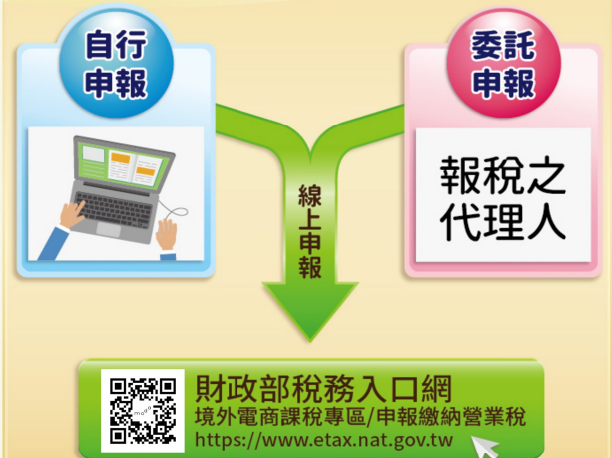 自行
申報
委託
申報
報稅之
代理人
線上申報
財政部稅務入口網
境外電商課稅專區/申報繳納營業稅
https://www.etax.nat.gov.tw